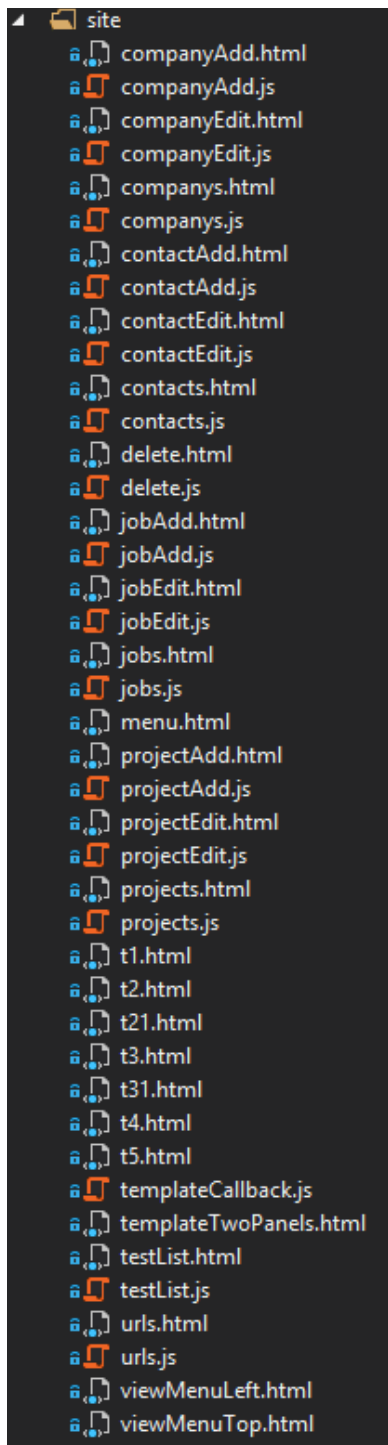 site
companyAdd.html
companyAdd.js
companyEdit.html
companyEdit.js
companys.html
companys.js
contactAdd.html
contactAdd.js
contactEdit.html
contactEdit.js
contacts.html
contacts.js
delete.html
delete.js
jobAdd.html
jobAdd.js
jobEdit.html
jobEdit.js
jobs.html
jobs.js
menu.html
projectAdd.html
projectAdd.js
projectEdit.html
projectEdit.js
projects.html
projects.js
t1.html
t2.html
t21.html
t3.html
t31.html
t4.html
t5.html
templateCallback.js
templateTwoPanels.html
testList.html
testList.js
urls.html
urls.js
viewMenuLeft.html
viewMenuTop.html